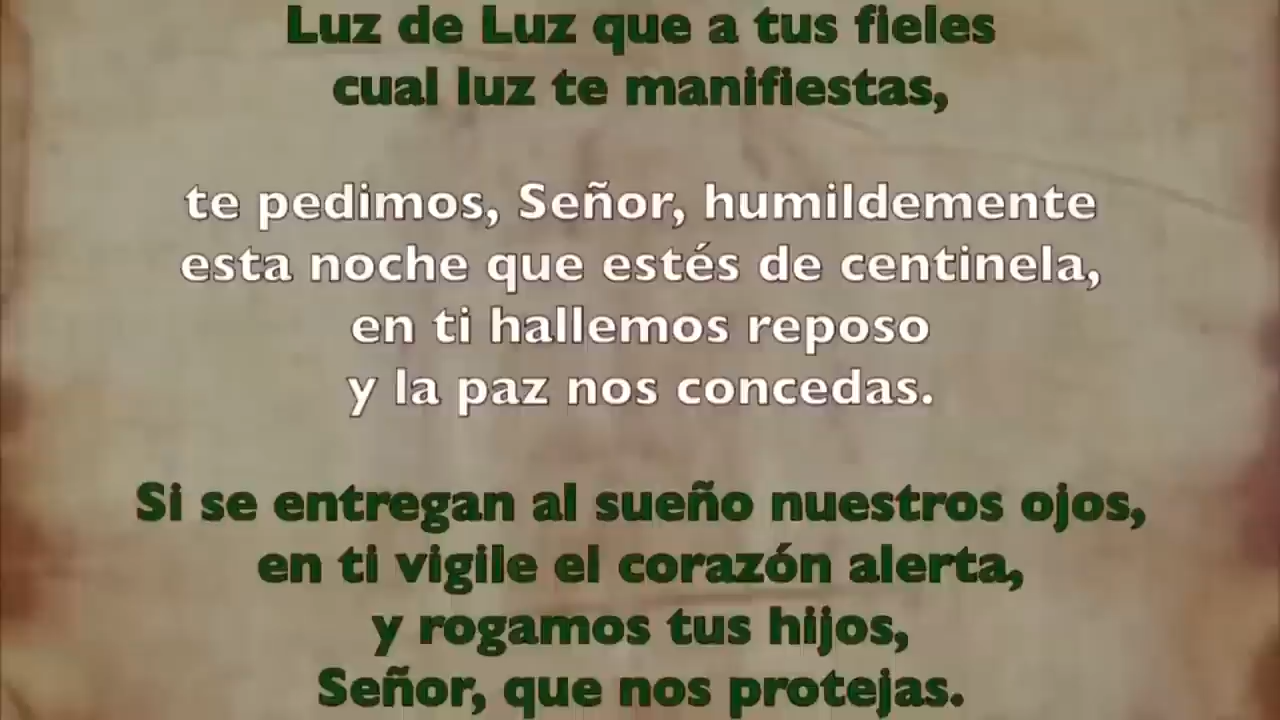 Luz de Luz que a tus fieles
cual luz te manifiestas,
te pedimos, Señor, humildemente
esta noche que estés de centinela,
en ti hallemos reposo
y la paz nos concedas.
Si se entregan al sueño nuestros ojos,
en ti vigile el corazón alerta,
y rogamos tus hijos,
Señor, que nos protejas.